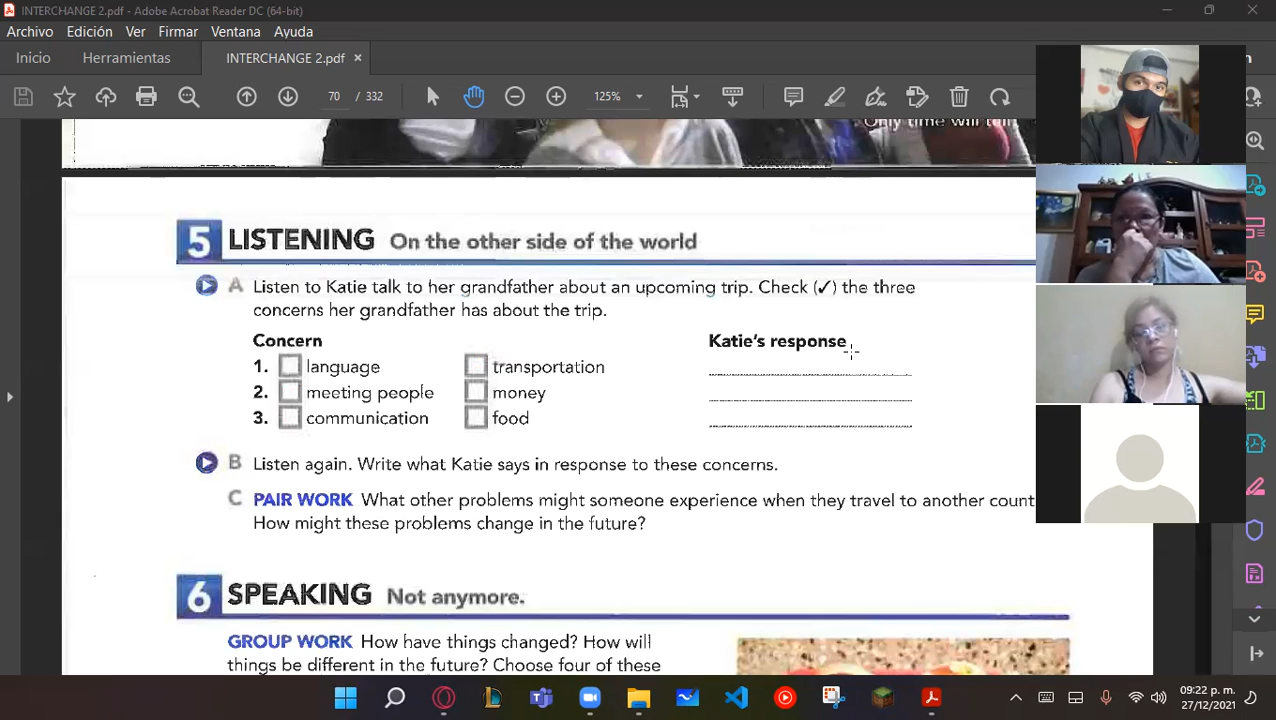 INTERCHANGE 2.pdf - Adobe Acrobat Reader DC (64-bit)
Archivo Edición Ver Firmar Ventana Ayuda
Inicio Herramientas INTERCHANGE 2.pdf ×
70 / 332 125%
Only time will tell
5 LISTENING On the other side of the world
A Listen to Katie talk to her grandfather about an upcoming trip. Check (✓) the three
concerns her grandfather has about the trip.
Concern Katie's response
1. language transportation
2. meeting people money
3. communication food
B Listen again. Write what Katie says in response to these concerns.
C PAIR WORK What other problems might someone experience when they travel to another count
How might these problems change in the future?
6 SPEAKING Not anymore.
GROUP WORK How have things changed? How will
things be different in the future? Choose four of these
09:22 p. m.
27/12/2021